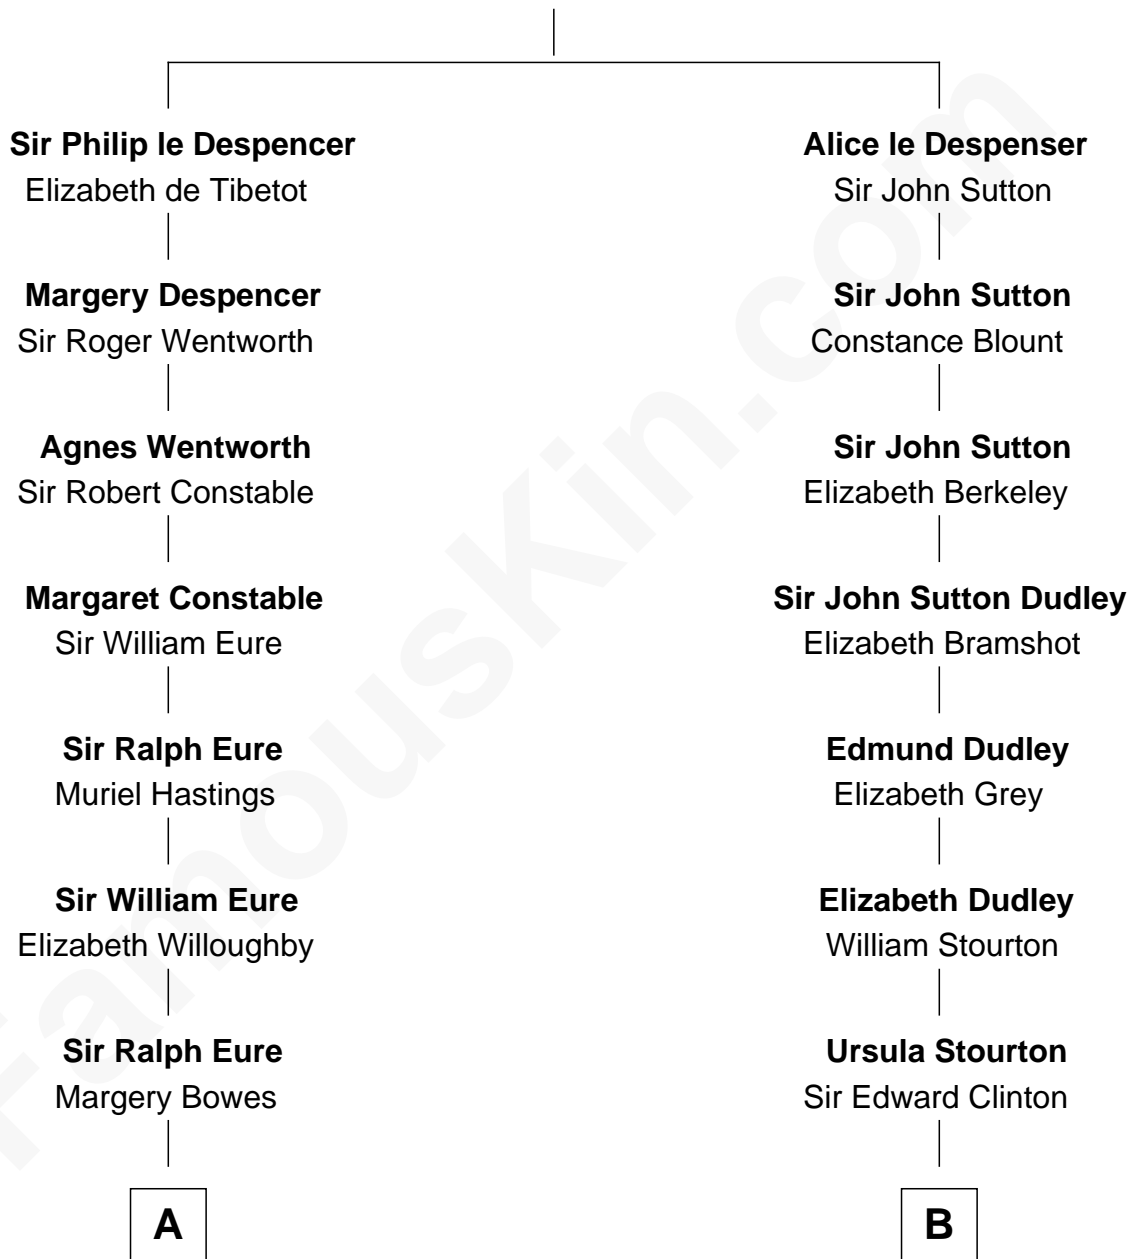 Sir Philip le Despencer
Elizabeth de Tibetot
Alice le Despenser
Sir John Sutton
Margery Despencer
Sir Roger Wentworth
Sir John Sutton
Constance Blount
Agnes Wentworth
Sir Robert Constable
Sir John Sutton
Elizabeth Berkeley
Margaret Constable
Sir William Eure
Sir John Sutton Dudley
Elizabeth Bramshot
Sir Ralph Eure
Muriel Hastings
Edmund Dudley
Elizabeth Grey
Sir William Eure
Elizabeth Willoughby
Elizabeth Dudley
William Stourton
Sir Ralph Eure
Margery Bowes
Ursula Stourton
Sir Edward Clinton
A
B
FamousKin.com